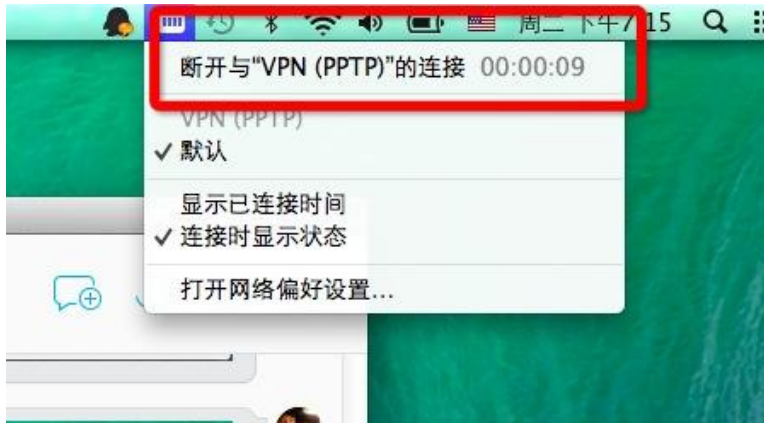 周二 下午7:15
断开与“VPN (PPTP)”的连接 00:00:09
VPN (PPTP)
✓ 默认
显示已连接时间
✓ 连接时显示状态
打开网络偏好设置...